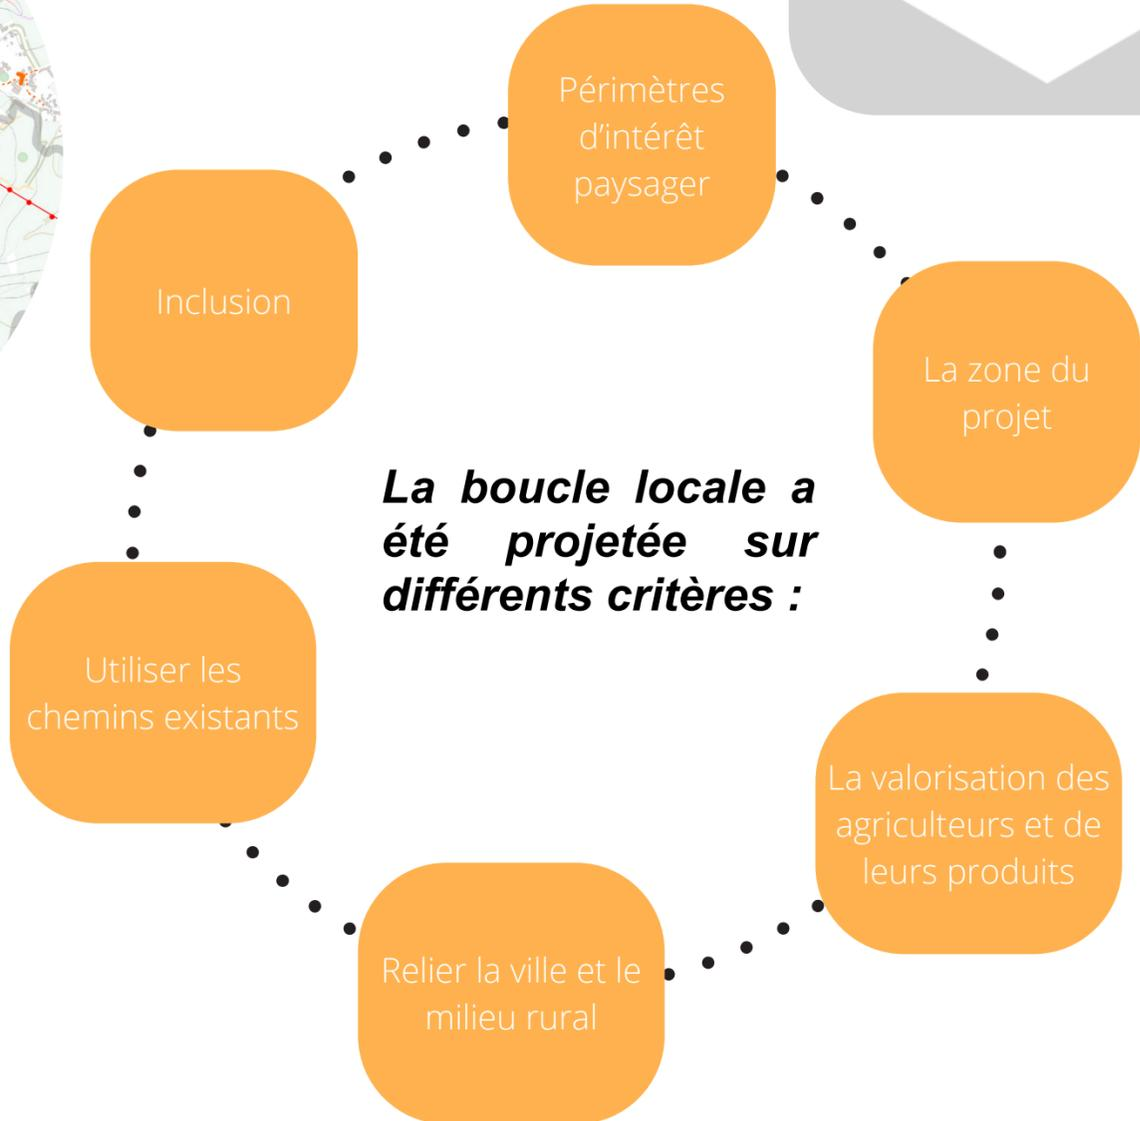 Périmètres
d'intérêt
paysager
Inclusion
La zone du
projet
La boucle locale a
été projetée sur
différents critères :
Utiliser les
chemins existants
La valorisation des
agriculteurs et de
leurs produits
Relier la ville et le
milieu rural